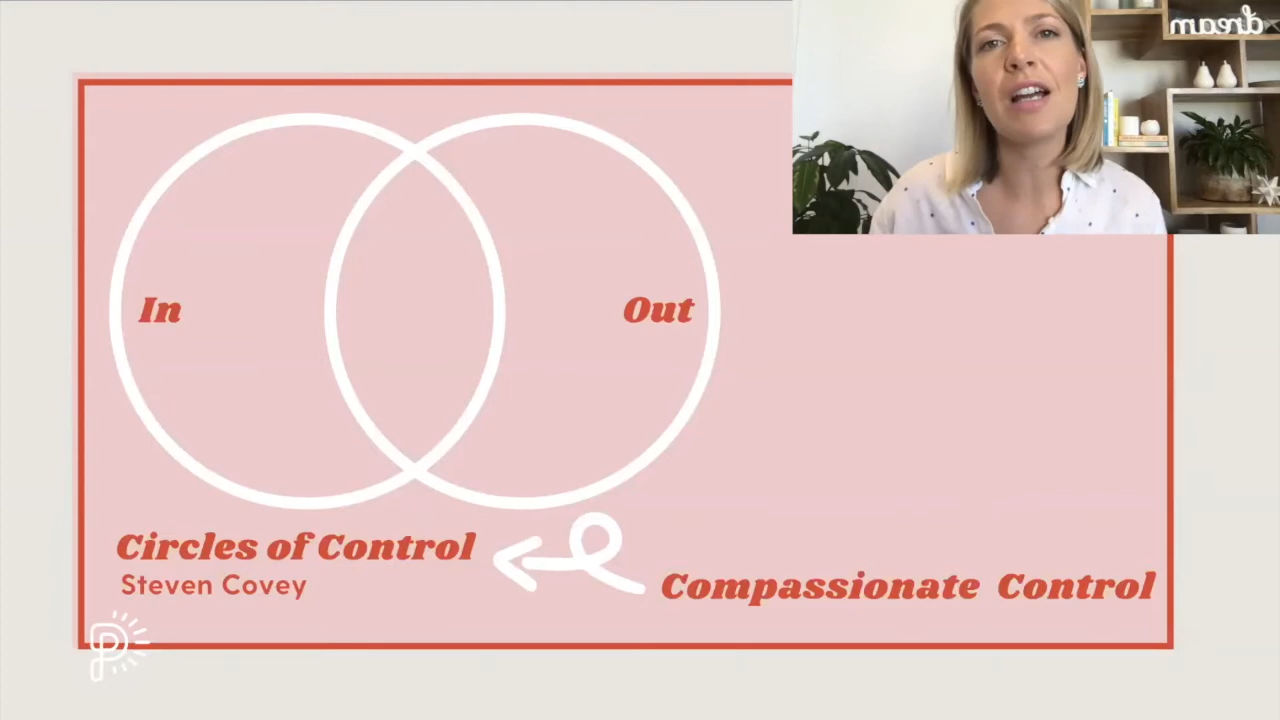 dream
In
Out
Circles of Control
Steven Covey
Compassionate Control
P